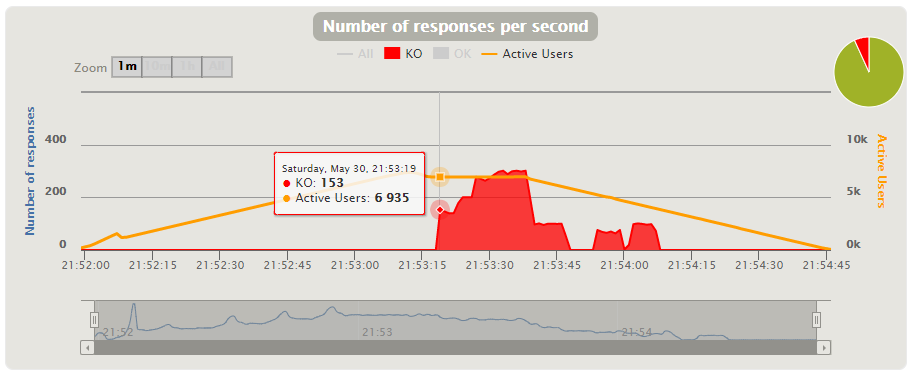 Number of responses per second
All KO OK Active Users
Zoom 1m 10m 1h All
Number of responses
400
200
0
10k
5k
0k
Active Users
Saturday, May 30, 21:53:19
KO: 153
Active Users: 6 935
21:52:00 21:52:15 21:52:30 21:52:45 21:53:00 21:53:15 21:53:30 21:53:45 21:54:00 21:54:15 21:54:30 21:54:45
21:52 21:53 21:54